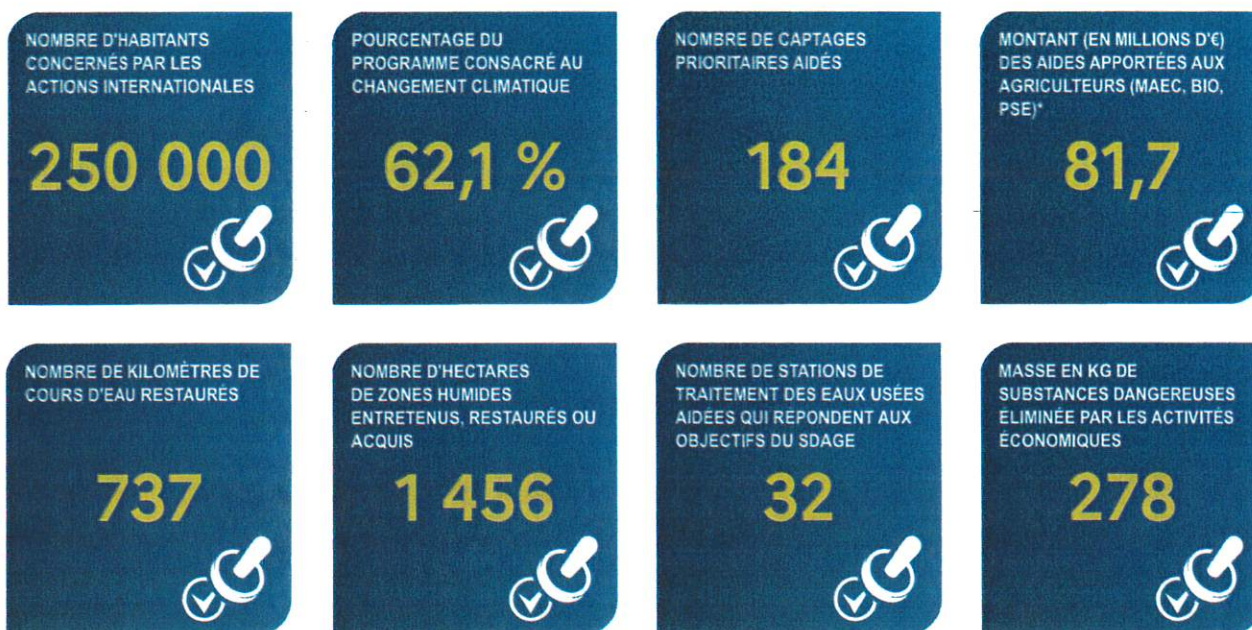 NOMBRE D'HABITANTS
CONCERNÉS PAR LES
ACTIONS INTERNATIONALES
250 000
POURCENTAGE DU
PROGRAMME CONSACRÉ AU
CHANGEMENT CLIMATIQUE
62,1 %
NOMBRE DE CAPTAGES
PRIORITAIRES AIDÉS
184
MONTANT (EN MILLIONS D'€)
DES AIDES APPORTÉES AUX
AGRICULTEURS (MAEC, BIO,
PSE)*
81,7
NOMBRE DE KILOMÈTRES DE
COURS D'EAU RESTAURÉS
737
NOMBRE D'HECTARES
DE ZONES HUMIDES
ENTRETENUS, RESTAURÉS OU
ACQUIS
1 456
NOMBRE DE STATIONS DE
TRAITEMENT DES EAUX USÉES
AIDÉES QUI RÉPONDENT AUX
OBJECTIFS DU SDAGE
32
MASSE EN KG DE
SUBSTANCES DANGEREUSES
ÉLIMINÉE PAR LES ACTIVITÉS
ÉCONOMIQUES
278